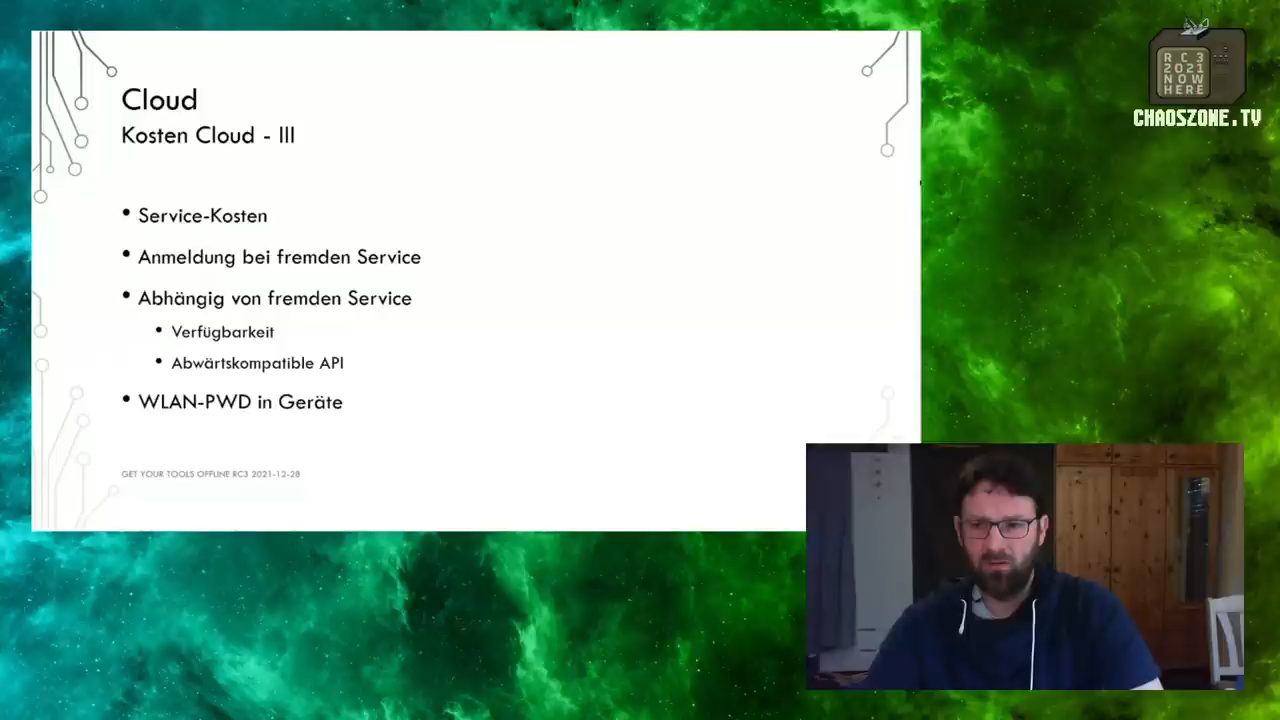 Cloud
Kosten Cloud - III
• Service-Kosten
• Anmeldung bei fremden Service
• Abhängig von fremden Service
• Verfügbarkeit
• Abwärtskompatible API
• WLAN-PWD in Geräte
GET YOUR TOOLS OFFLINE RC3 2021-12-28
RC3
2021
NOW
HERE
CHAOSZONE.TV